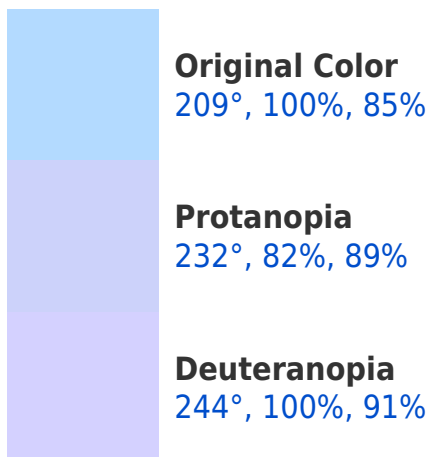 Original Color
209°, 100%, 85%
Protanopia
232°, 82%, 89%
Deuteranopia
244°, 100%, 91%